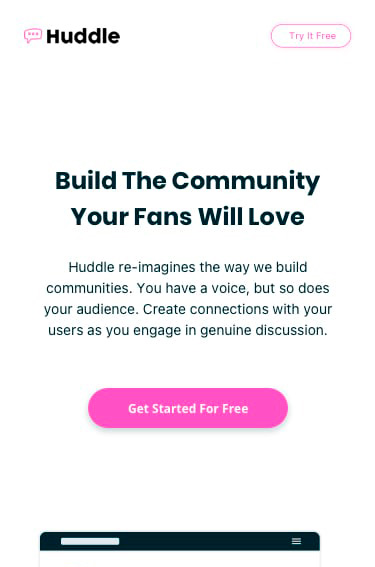 Huddle
Try It Free
Build The Community
Your Fans Will Love
Huddle re-imagines the way we build
communities. You have a voice, but so does
your audience. Create connections with your
users as you engage in genuine discussion.
Get Started For Free